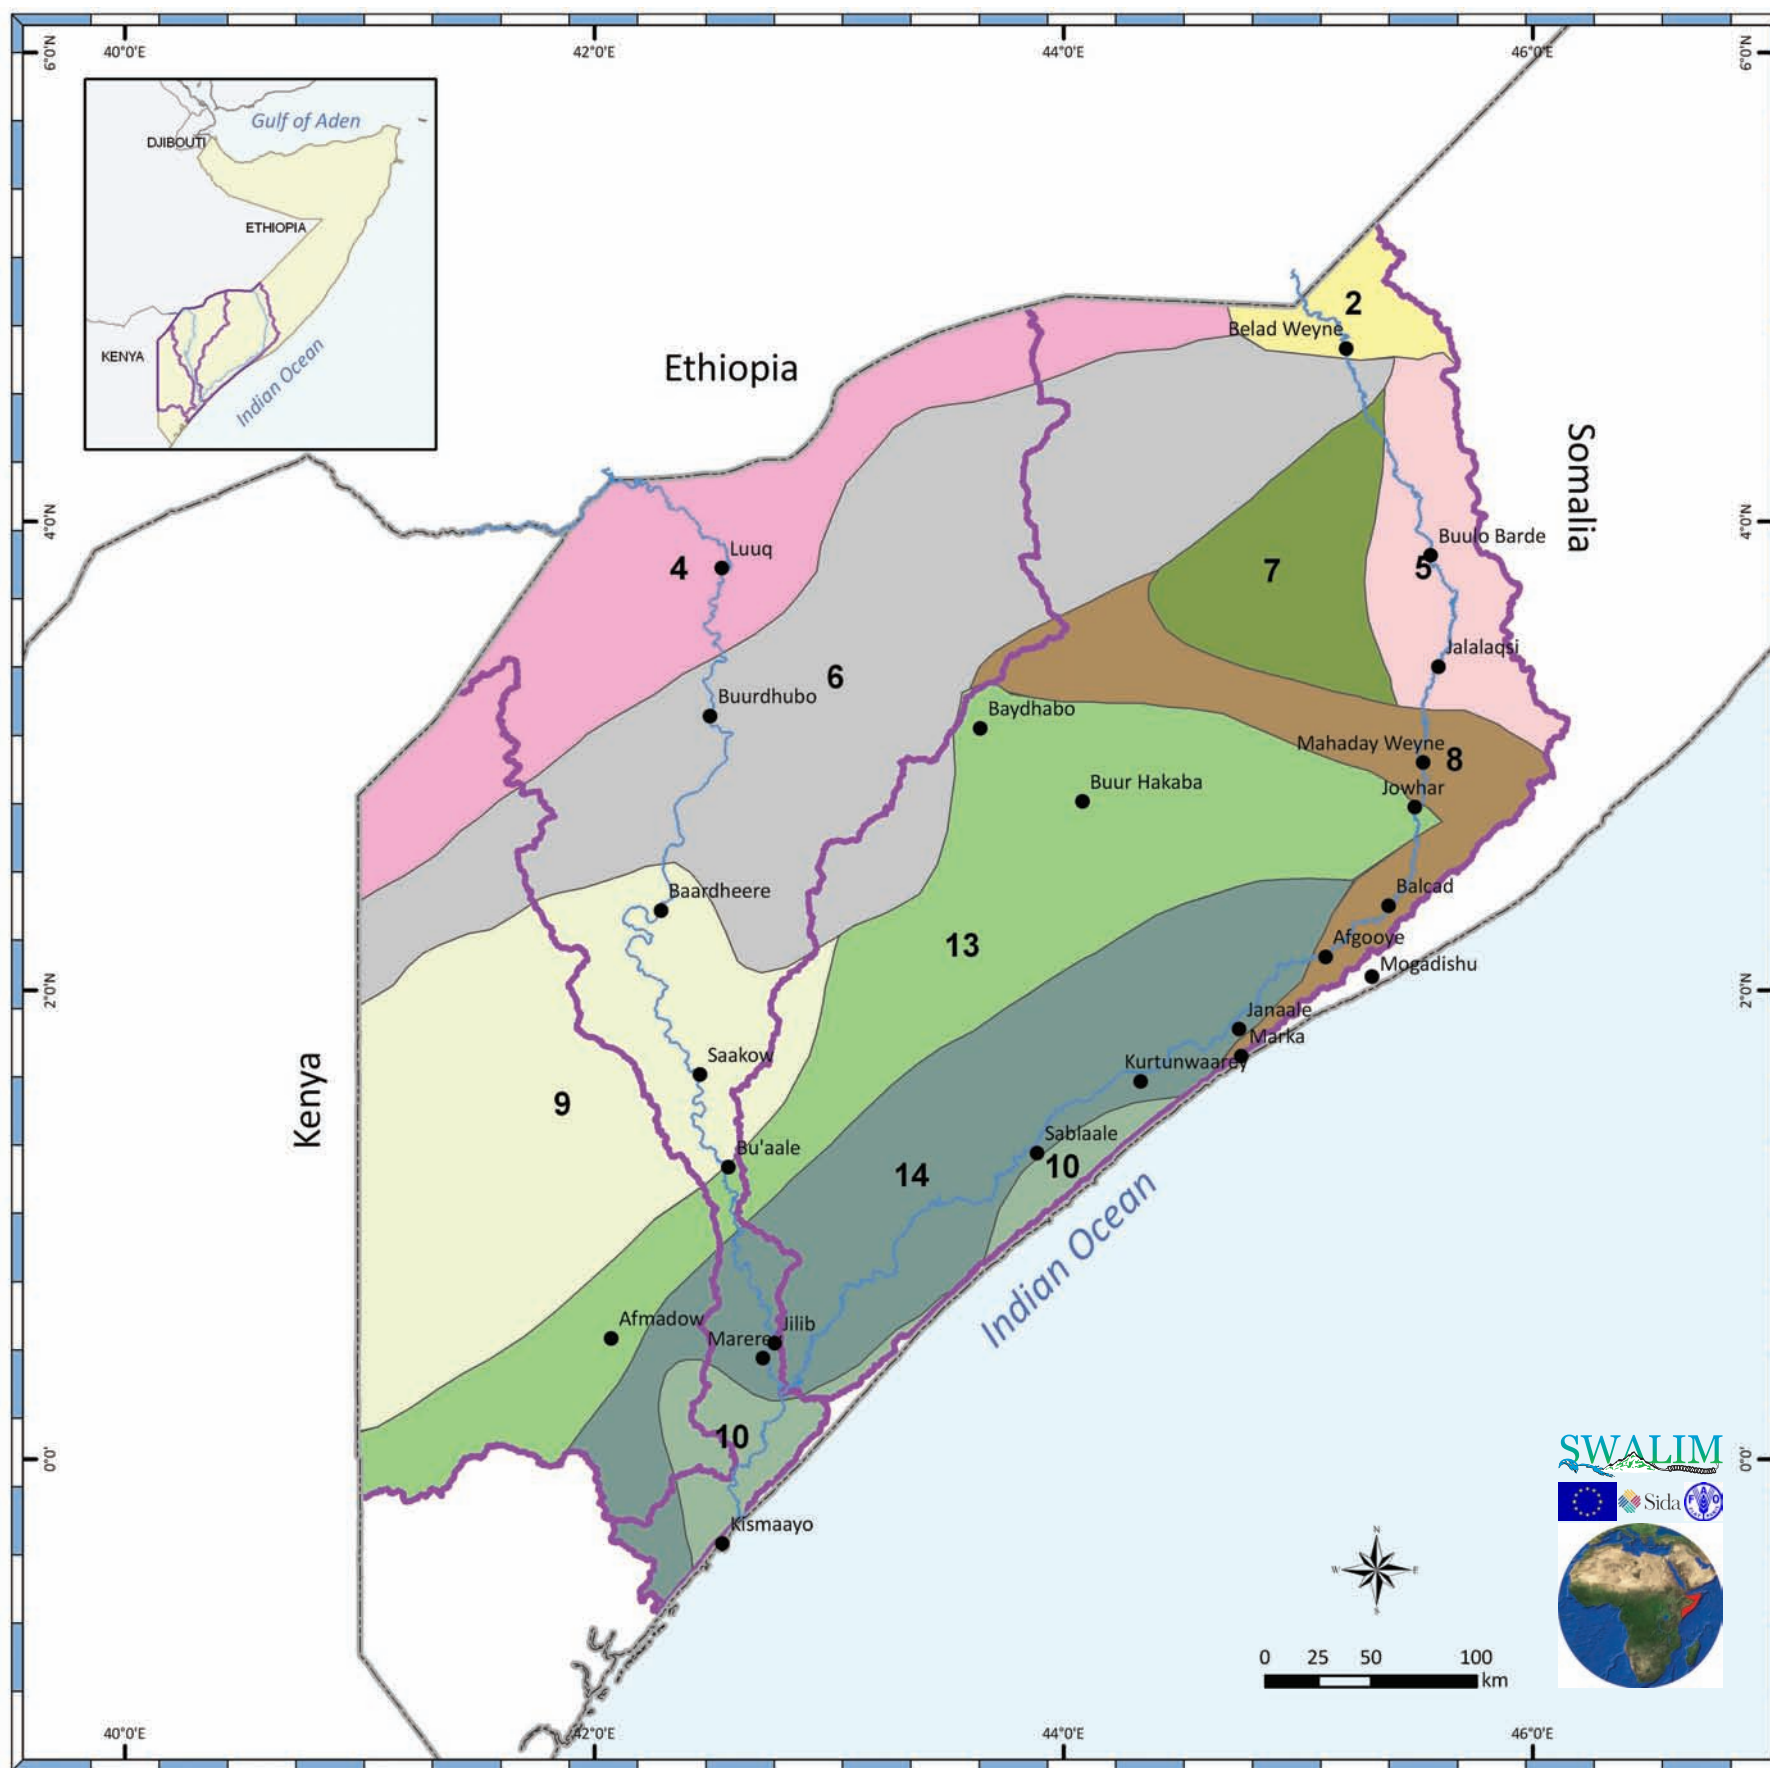 40°0'E
42°0'E
44°0'E
46°0'E
6°0'N
6°0'N
Gulf of Aden
DJIBOUTI
ETHIOPIA
KENYA
Indian Ocean
2
Belad Weyne
Ethiopia
Somalia
4°0'N
4°0'N
Luuq
4
7
Buulo Barde
5
Jalalaqsi
6
Buurdhubo
Baydhabo
Mahaday Weyne
8
Buur Hakaba
Jowhar
Baardheere
Balcad
13
Afgooye
Mogadishu
2°0'N
2°0'N
Janaale
Marka
Kenya
Saakow
Kurtunwaarey
9
Bu'aale
Sablaale
14
10
Indian Ocean
Afmadow
Jilib
10
0°0'
0°0'
SWALIM
Sida
FAO
Kismaayo
N
W
E
S
0 25 50 100
km
40°0'E
42°0'E
44°0'E
46°0'E